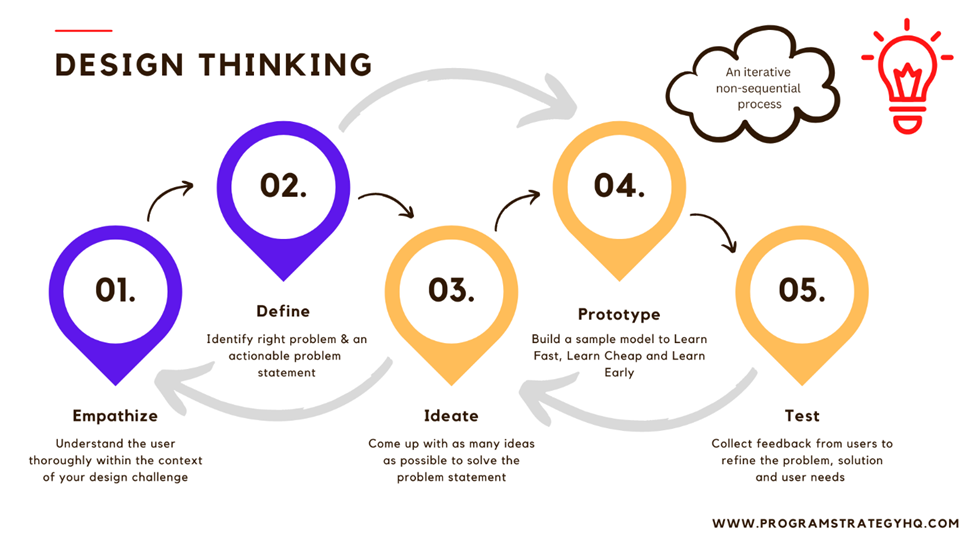 DESIGN THINKING
An iterative
non-sequential
process
01.
02.
03.
04.
05.
Empathize
Understand the user
thoroughly within the context
of your design challenge
Define
Identify right problem & an
actionable problem
statement
Ideate
Come up with as many ideas
as possible to solve the
problem statement
Prototype
Build a sample model to Learn
Fast, Learn Cheap and Learn
Early
Test
Collect feedback from users to
refine the problem, solution
and user needs
WWW.PROGRAMSTRATEGYHQ.COM